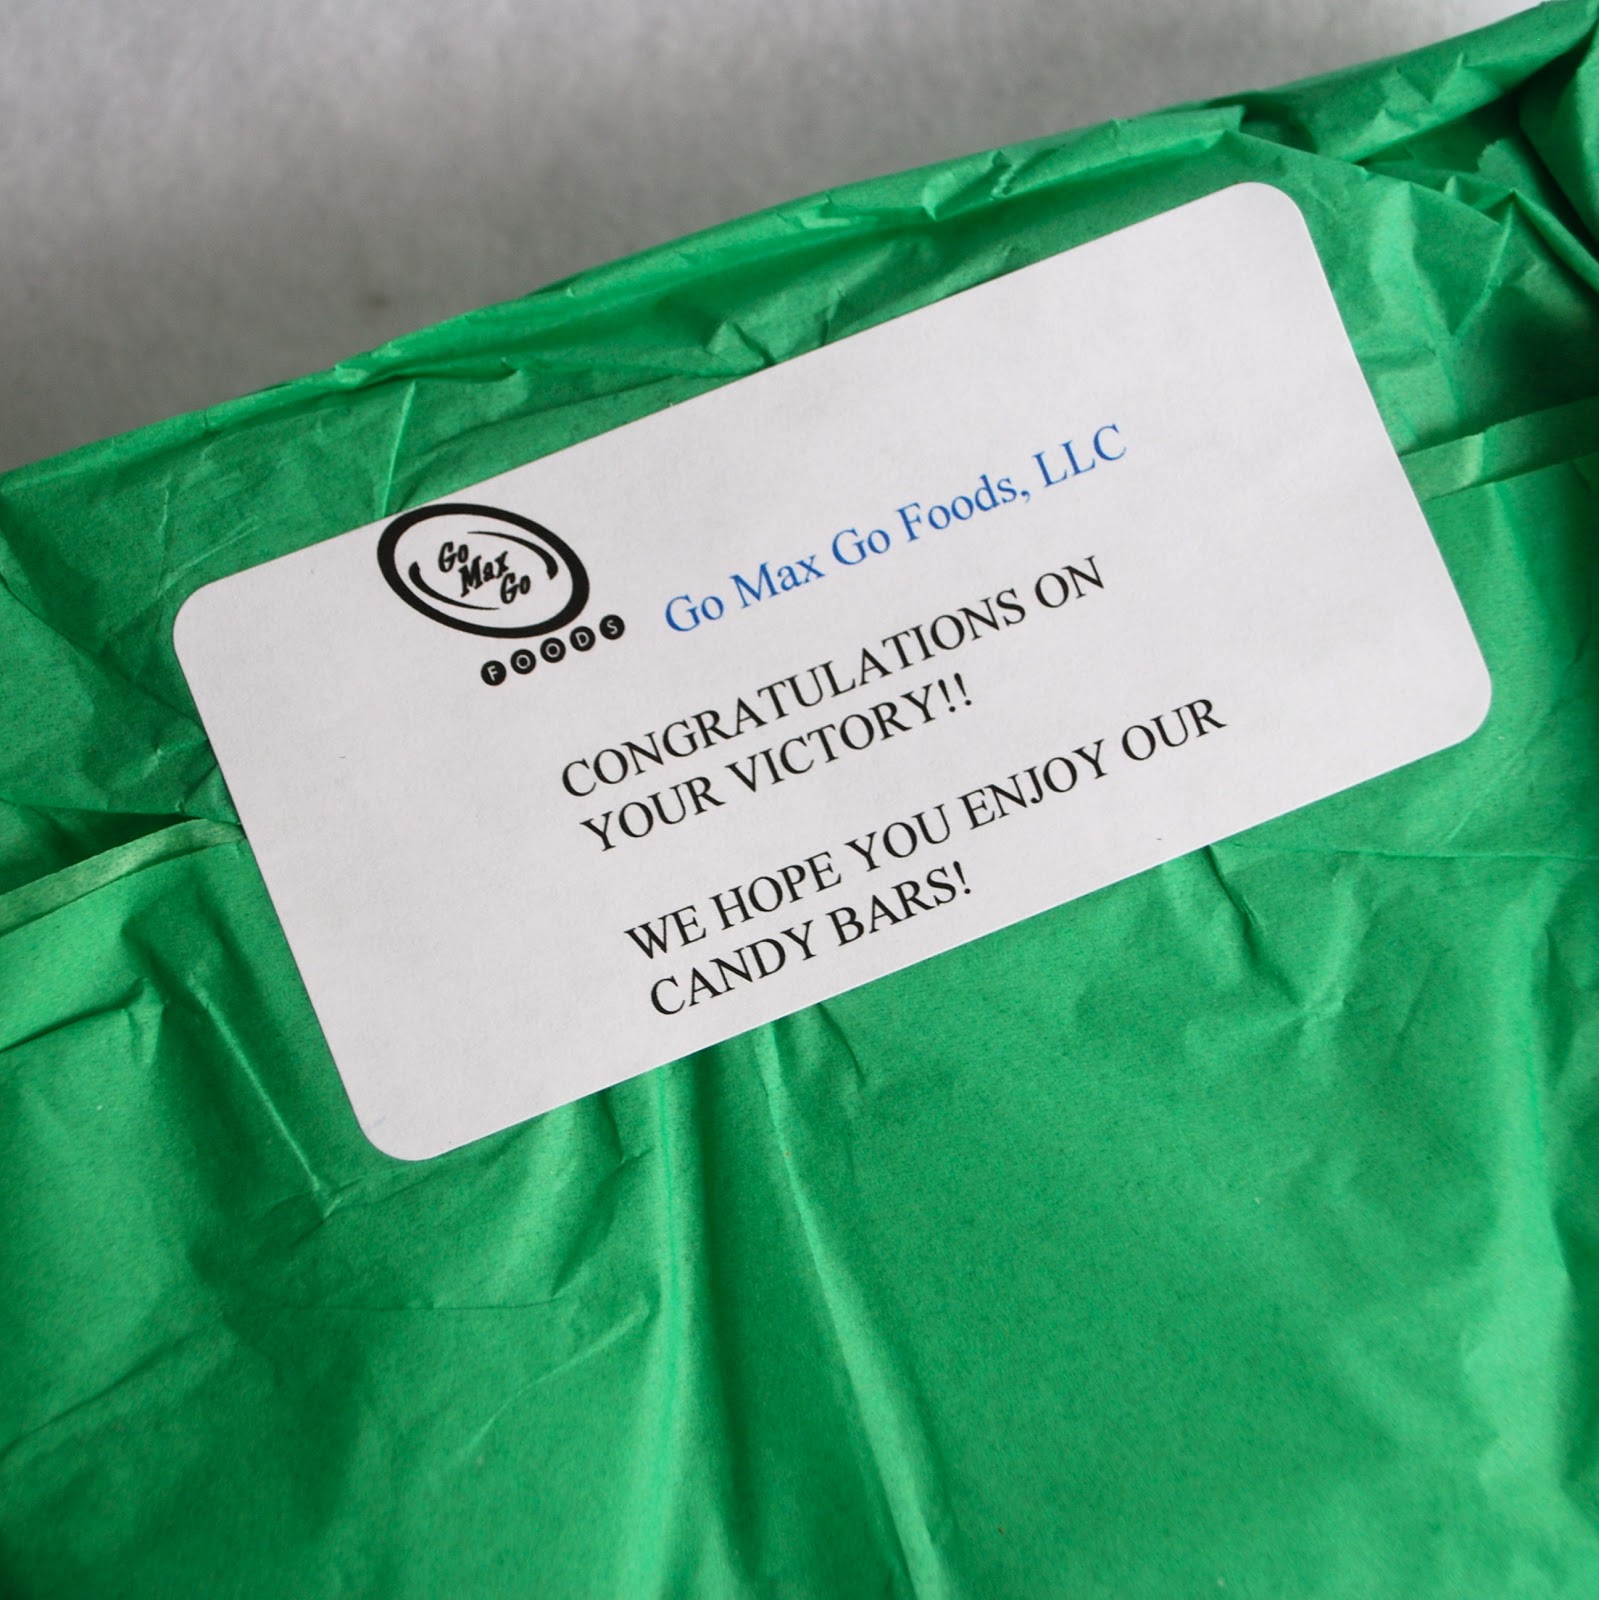 Go
Max
Go
FOODS
Go Max Go Foods, LLC
CONGRATULATIONS ON
YOUR VICTORY!!
WE HOPE YOU ENJOY OUR
CANDY BARS!